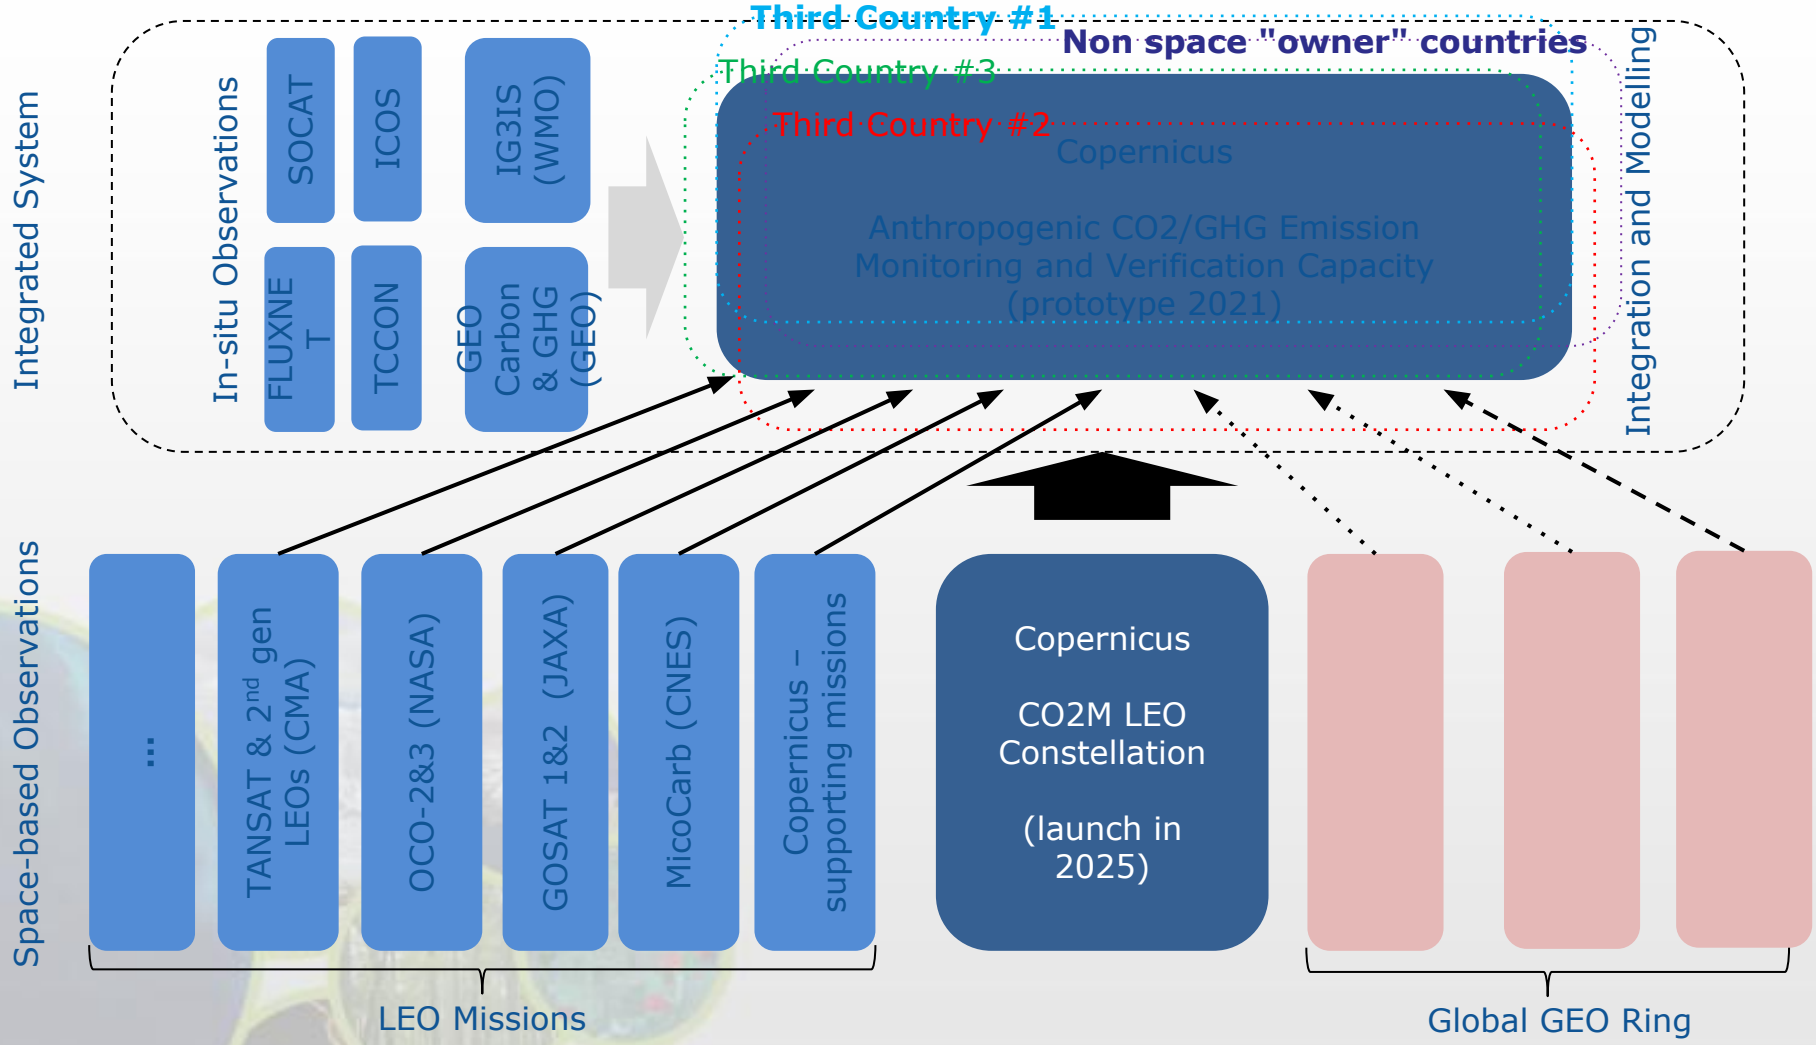 Third Country #1
Non space "owner" countries
Third Country #3
Third Country #2
Integrated System
In-situ Observations
SOCAT
ICOS
IG3IS
(WMO)
FLUXNE
T
TCCON
GEO
Carbon
& GHG
(GEO)
Copernicus
Anthropogenic CO2/GHG Emission
Monitoring and Verification Capacity
(prototype 2021)
Integration and Modelling
Space-based Observations
...
TANSAT & 2nd gen
LEOs (CMA)
OCO-2&3 (NASA)
GOSAT 1&2 (JAXA)
MicoCarb (CNES)
Copernicus –
supporting missions
Copernicus
CO2M LEO
Constellation
(launch in
2025)
LEO Missions
Global GEO Ring